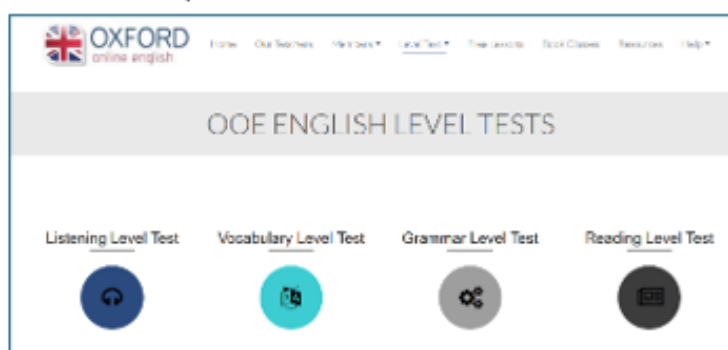 OXFORD
online english
Home Our Teachers Members Level Test Free Lessons Book Classes Resources Help
OOE ENGLISH LEVEL TESTS
Listening Level Test Vocabulary Level Test Grammar Level Test Reading Level Test